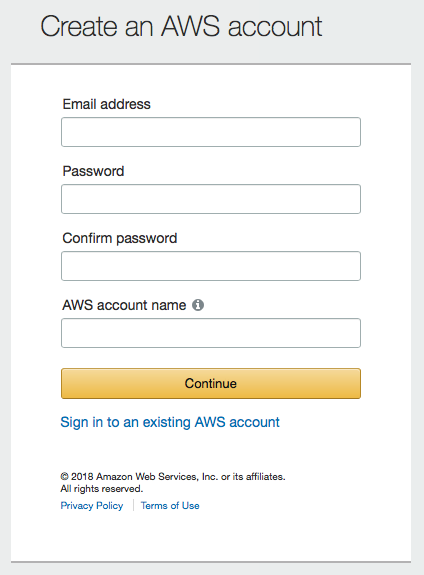 Create an AWS account
Email address
Password
Confirm password
AWS account name
Continue
Sign in to an existing AWS account
© 2018 Amazon Web Services, Inc. or its affiliates.
All rights reserved.
Privacy Policy | Terms of Use